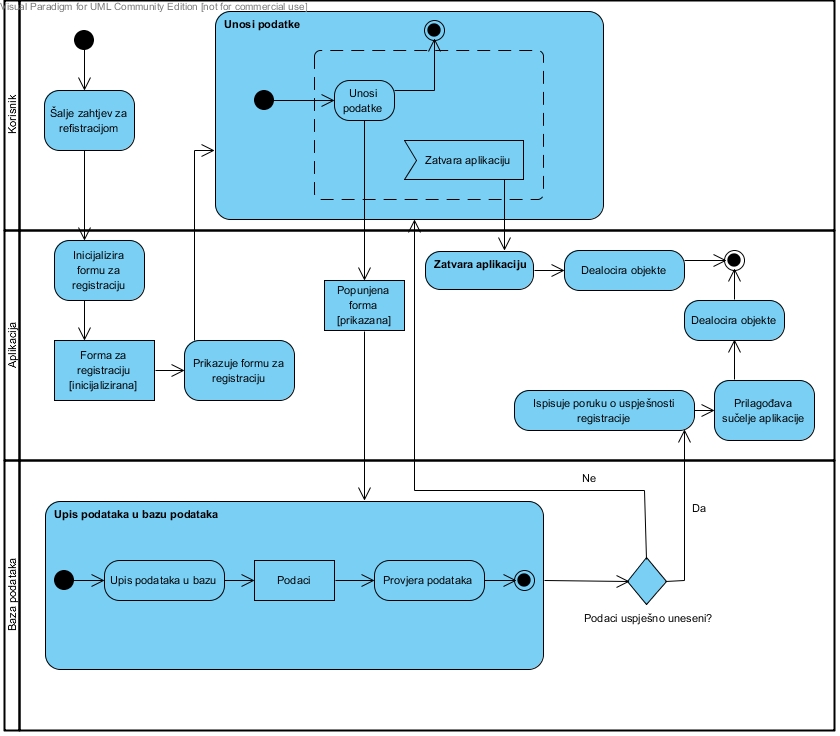 Visual Paradigm for UML Community Edition [not for commercial use]
Korisnik
Šalje zahtjev za
refistracijom
Unosi podatke
Unosi
podatke
Zatvara aplikaciju
Aplikacija
Inicijalizira
formu za
registraciju
Forma za
registraciju
[inicijalizirana]
Prikazuje formu za
registraciju
Popunjena
forma
[prikazana]
Zatvara aplikaciju
Dealocira objekte
Dealocira objekte
Ispisuje poruku o uspješnosti
registracije
Prilagođava
sučelje aplikacije
Baza podataka
Upis podataka u bazu podataka
Upis podataka u bazu
Podaci
Provjera podataka
Ne
Da
Podaci uspješno uneseni?